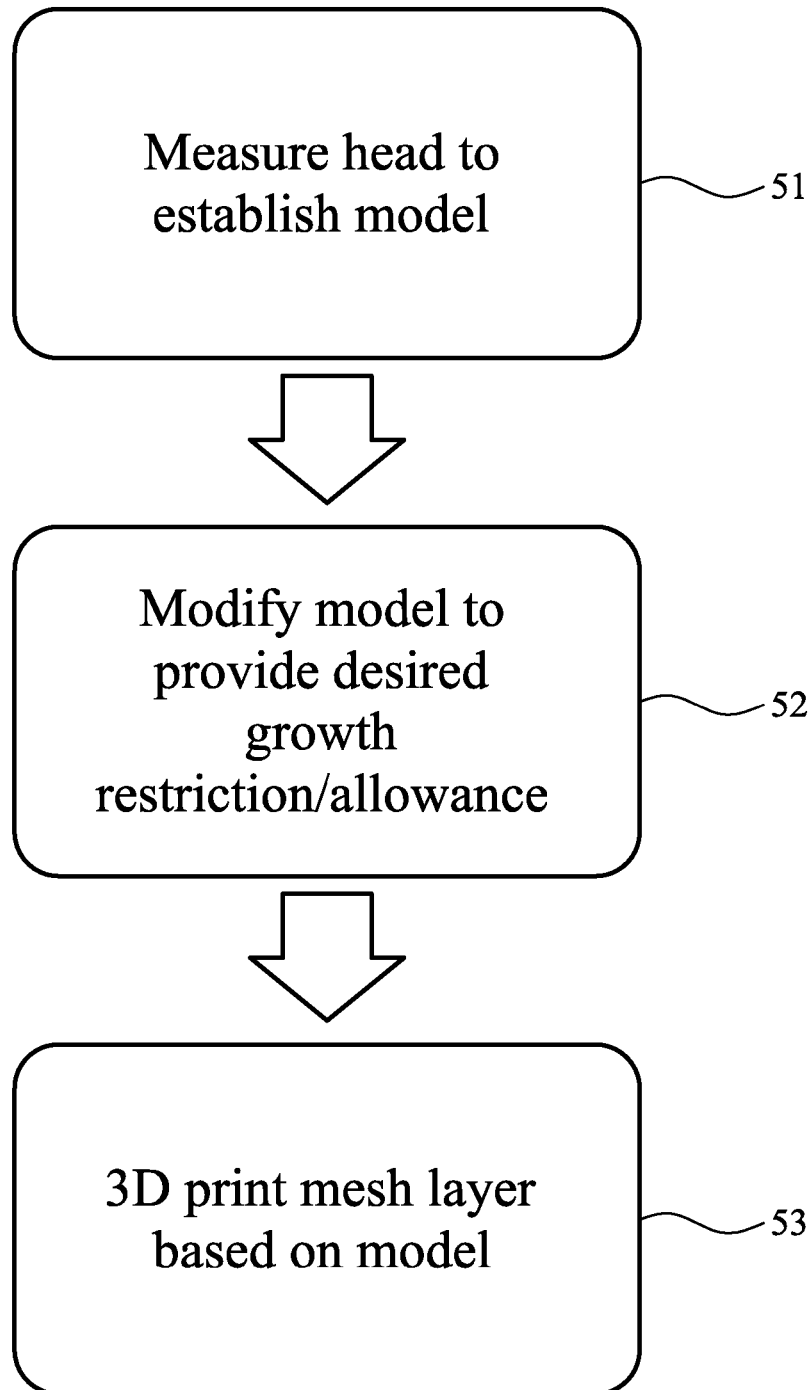 Measure head to
establish model
51
Modify model to
provide desired
growth
restriction/allowance
52
3D print mesh layer
based on model
53